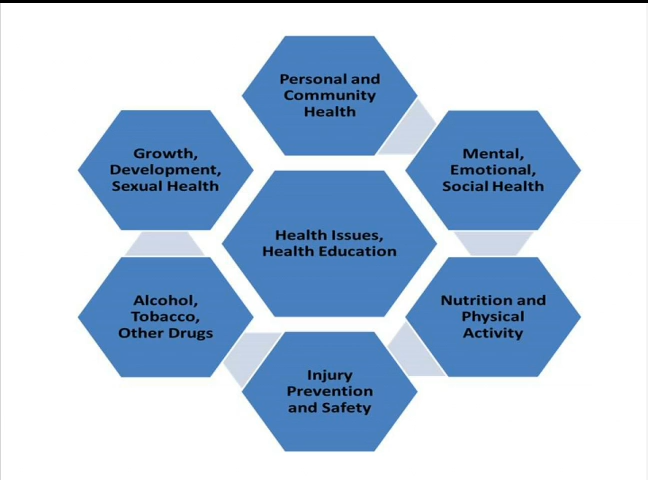 Personal and
Community
Health
Growth,
Development,
Sexual Health
Mental,
Emotional,
Social Health
Health Issues,
Health Education
Alcohol,
Tobacco,
Other Drugs
Nutrition and
Physical
Activity
Injury
Prevention
and Safety